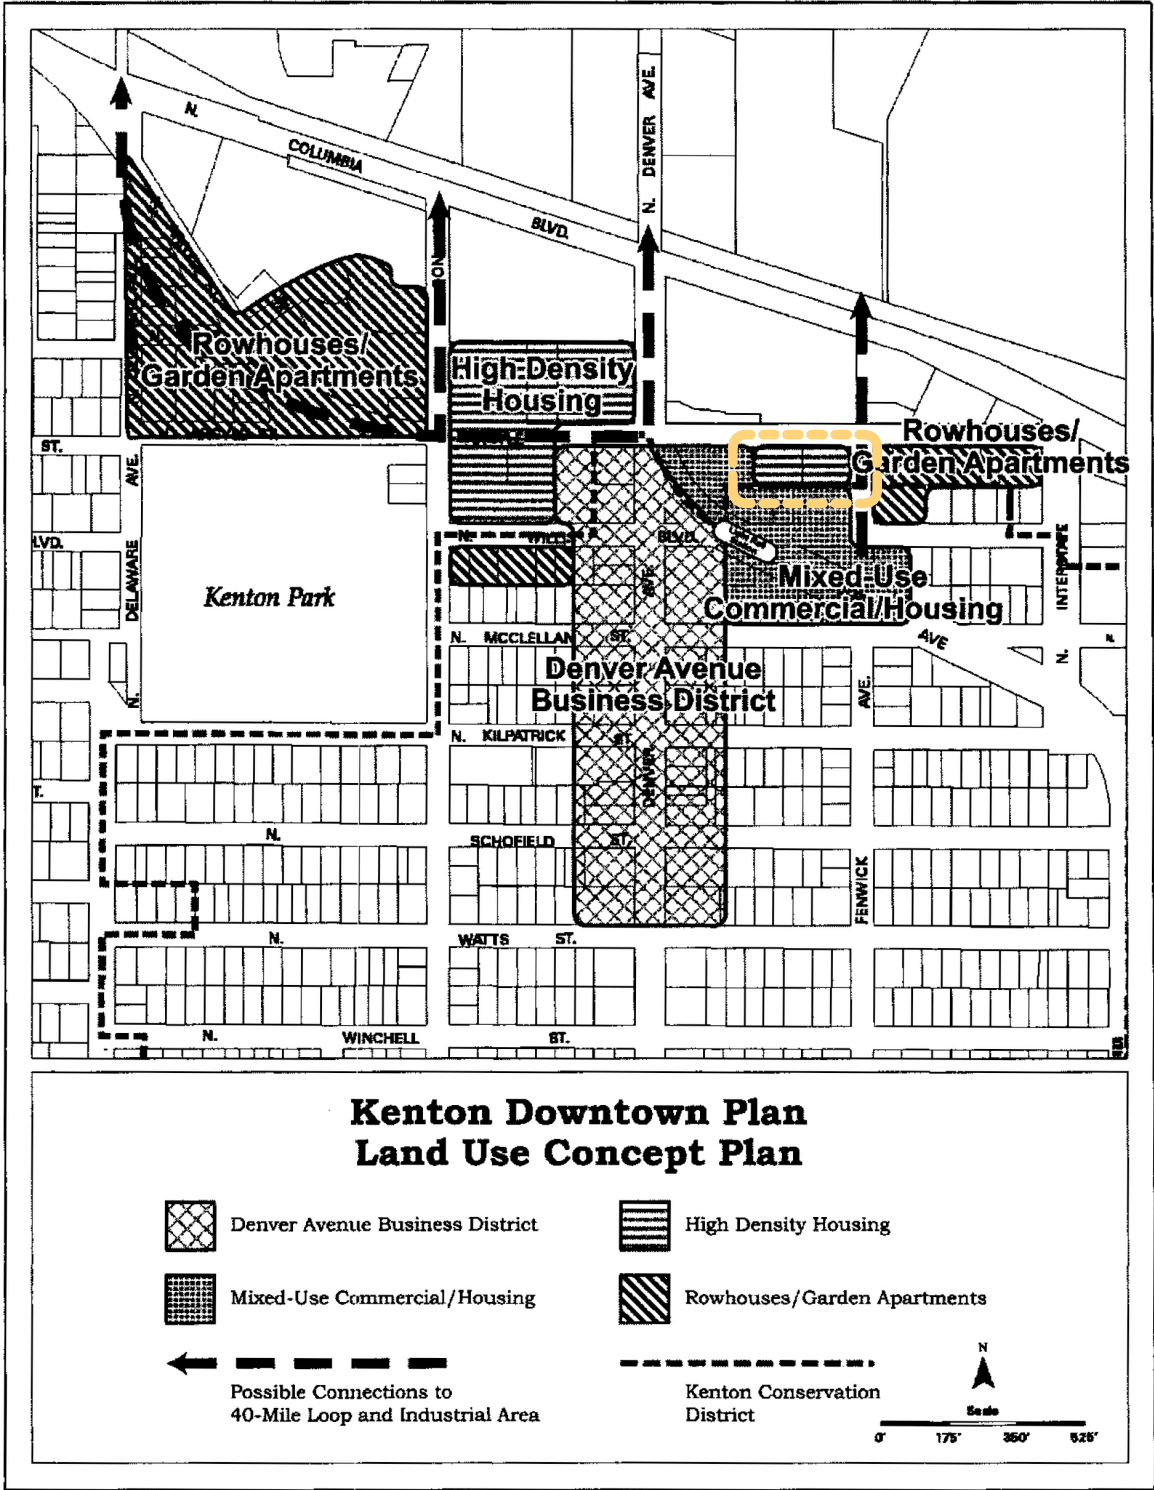 N. DENVER AVE.
N.
COLUMBIA
BLVD.
ON
Rowhouses/
Garden Apartments
High Density
Housing
Rowhouses/
Garden Apartments
ST.
AVE.
DELAWARE
N.
LVD.
Kenton Park
N. WILLIS BLVD.
AVE.
INTERSTATE
N.
Mixed-Use
Commercial/Housing
N. MCCLELLAN ST.
AVE
N.
Denver Avenue
Business District
AVE.
N. KILPATRICK ST.
DENVER
T.
N. SCHOFIELD ST.
FENWICK
N. WATTS ST.
N. WINCHELL ST.
Kenton Downtown Plan
Land Use Concept Plan
Denver Avenue Business District
High Density Housing
Mixed-Use Commercial/Housing
Rowhouses/Garden Apartments
Possible Connections to
40-Mile Loop and Industrial Area
Kenton Conservation
District
N
Scale
0' 175' 350' 525'